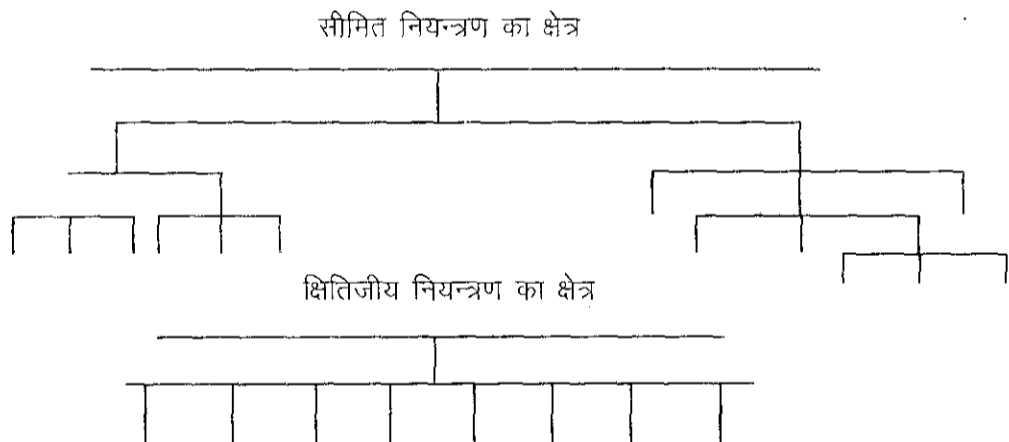 सीमित नियन्त्रण का क्षेत्र
क्षितिजीय नियन्त्रण का क्षेत्र